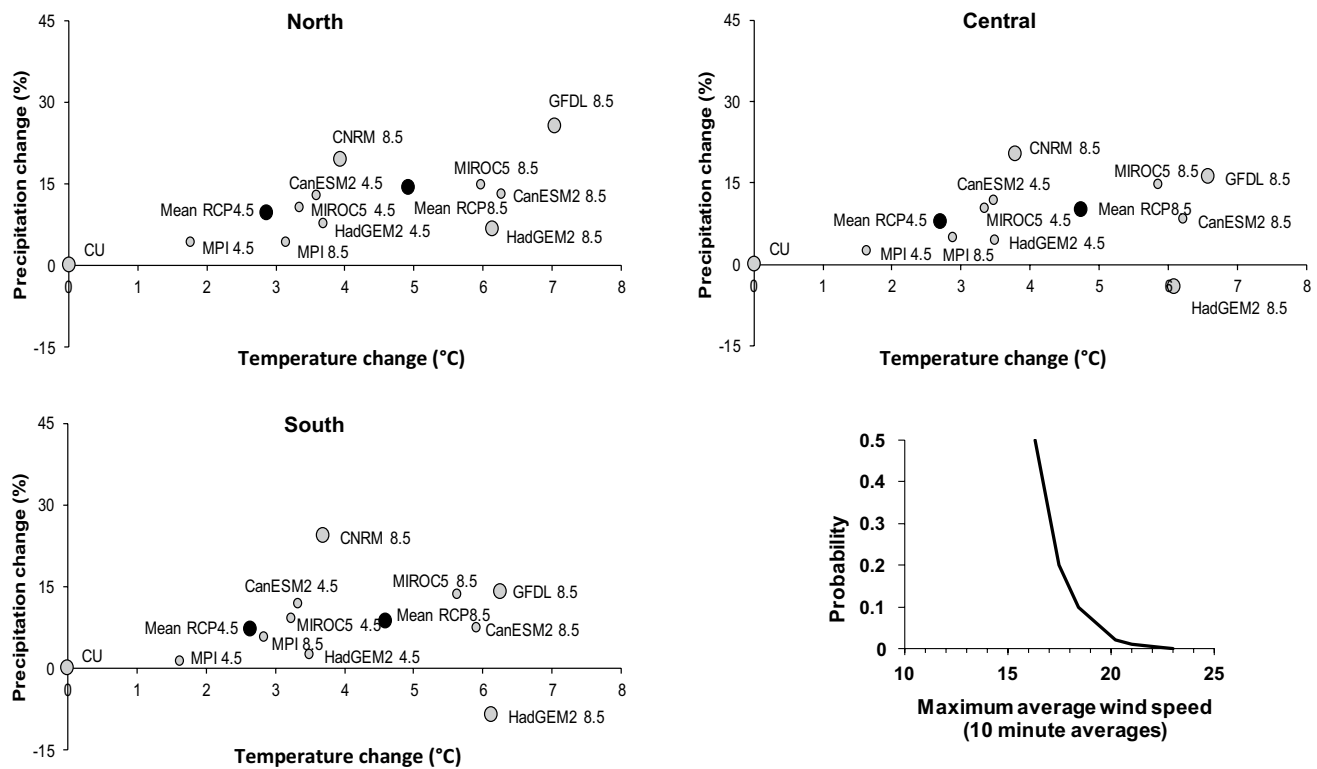 North
Precipitation change (%)
45
30
15
0
-15
GFDL 8.5
CNRM 8.5
MIROC5 8.5
CanESM2 4.5
CanESM2 8.5
Mean RCP4.5
MIROC5 4.5
Mean RCP8.5
HadGEM2 4.5
HadGEM2 8.5
CU
MPI 4.5
MPI 8.5
0 1 2 3 4 5 6 7 8
Temperature change (°C)
Central
Precipitation change (%)
45
30
15
0
-15
CNRM 8.5
MIROC5 8.5
GFDL 8.5
CanESM2 4.5
Mean RCP4.5
MIROC5 4.5
Mean RCP8.5
CanESM2 8.5
CU
MPI 4.5
MPI 8.5
HadGEM2 4.5
0 1 2 3 4 5 6 7 8
HadGEM2 8.5
Temperature change (°C)
South
Precipitation change (%)
45
30
15
0
-15
CNRM 8.5
CanESM2 4.5
MIROC5 8.5
GFDL 8.5
Mean RCP4.5
MIROC5 4.5
Mean RCP8.5
CanESM2 8.5
MPI 8.5
CU
MPI 4.5
HadGEM2 4.5
0 1 2 3 4 5 6 7 8
HadGEM2 8.5
Temperature change (°C)
Probability
0.5
0.4
0.3
0.2
0.1
0
10 15 20 25
Maximum average wind speed
(10 minute averages)